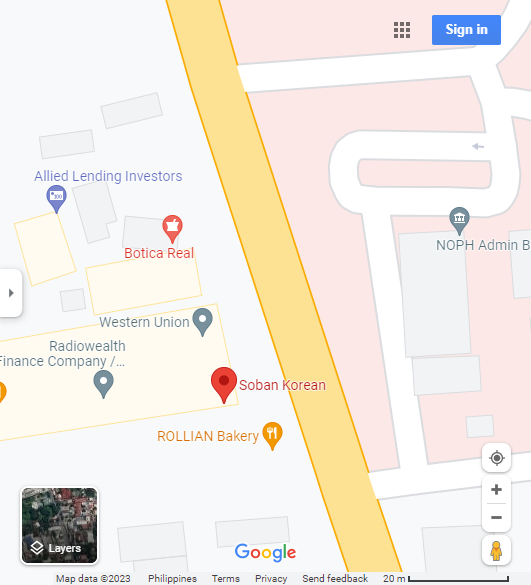 Sign in
Allied Lending Investors
Botica Real
NOPH Admin B
Western Union
Radiowealth
Finance Company /...
Soban Korean
ROLLIAN Bakery
Layers
Google
Map data ©2023 Philippines Terms Privacy Send feedback 20 m